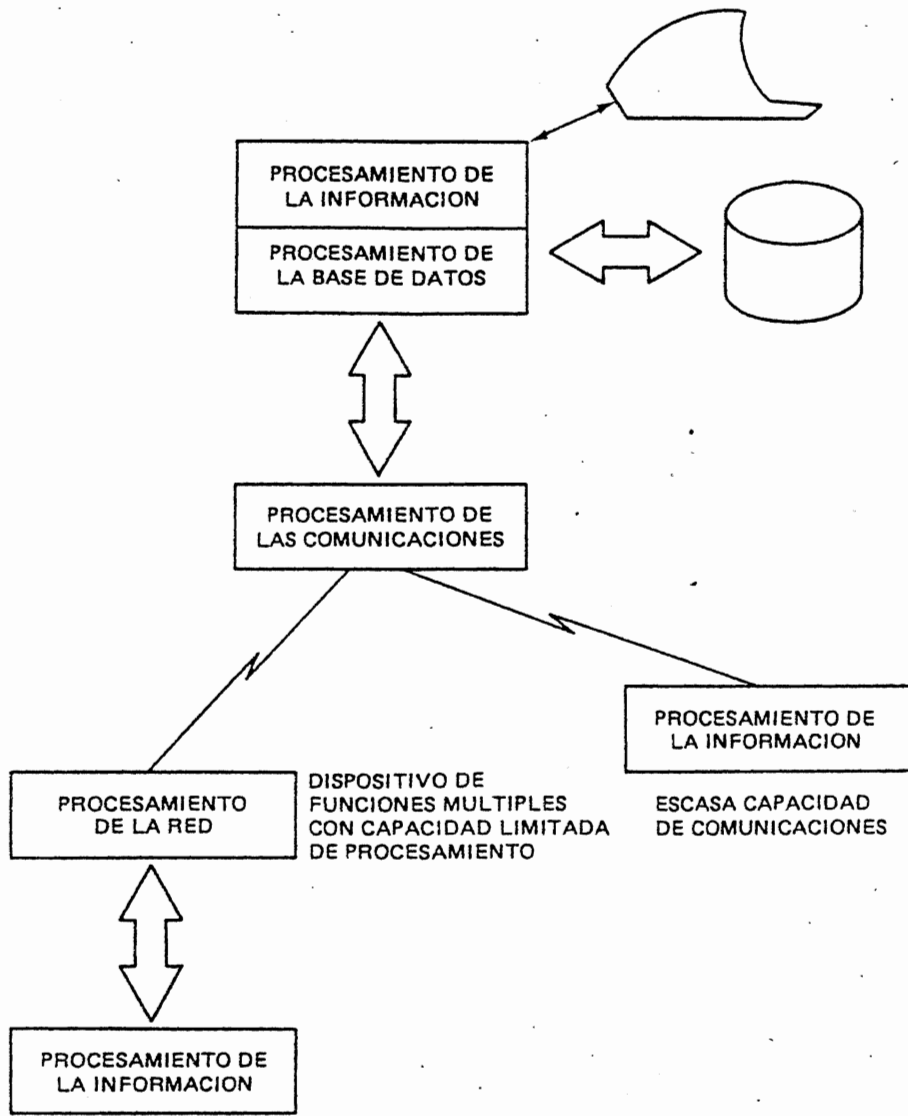 PROCESAMIENTO DE
LA INFORMACION
PROCESAMIENTO DE
LA BASE DE DATOS
PROCESAMIENTO DE
LAS COMUNICACIONES
PROCESAMIENTO DE
LA INFORMACION
ESCASA CAPACIDAD
DE COMUNICACIONES
PROCESAMIENTO
DE LA RED
DISPOSITIVO DE
FUNCIONES MULTIPLES
CON CAPACIDAD LIMITADA
DE PROCESAMIENTO
PROCESAMIENTO DE
LA INFORMACION